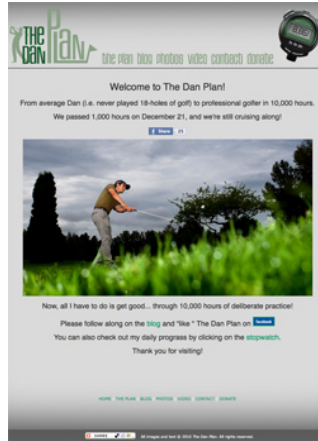 THE DAN PLAN
the plan blog photos video contact donate
Welcome to The Dan Plan!
From average Dan (i.e. never played 18-holes of golf) to professional golfer in 10,000 hours.
We passed 1,000 hours on December 21, and we're still cruising along!
Share 25
Now, all I have to do is get good... through 10,000 hours of deliberate practice!
Please follow along on the blog and "like " The Dan Plan on facebook
You can also check out my daily prograss by clicking on the stopwatch.
Thank you for visiting!
HOME THE PLAN BLOG PHOTOS VIDEO CONTACT DONATE
SHARE All images and text @ 2010 The Dan Plan. All rights reserved.